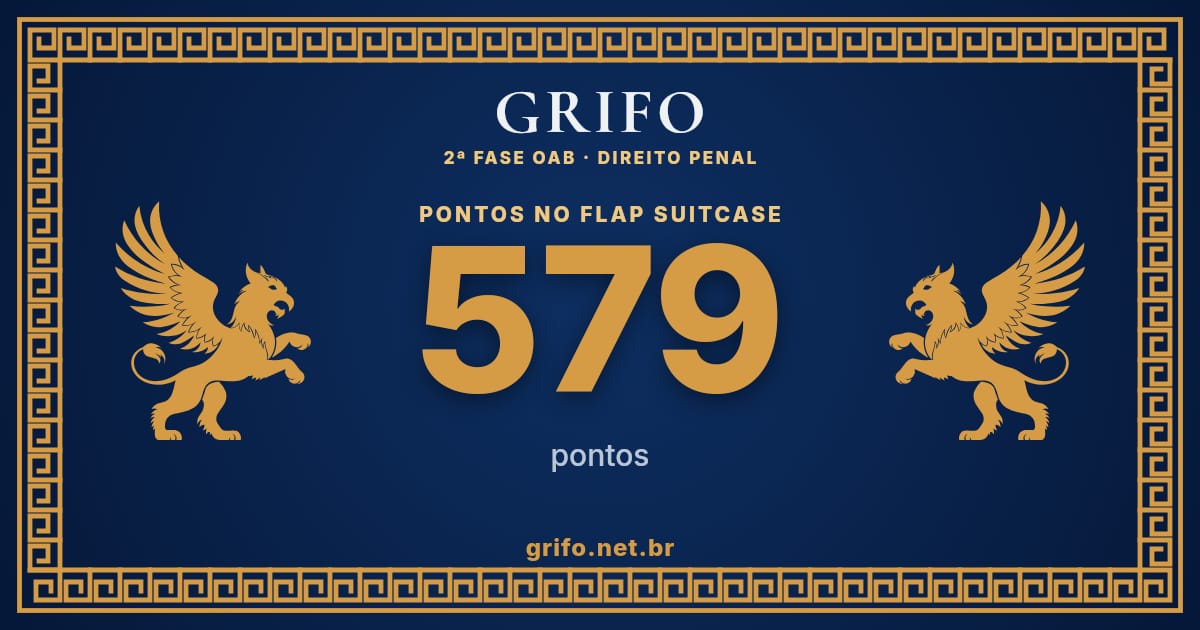 GRIFO
2ª FASE OAB · DIREITO PENAL
PONTOS NO FLAP SUITCASE
579
pontos
grifo.net.br